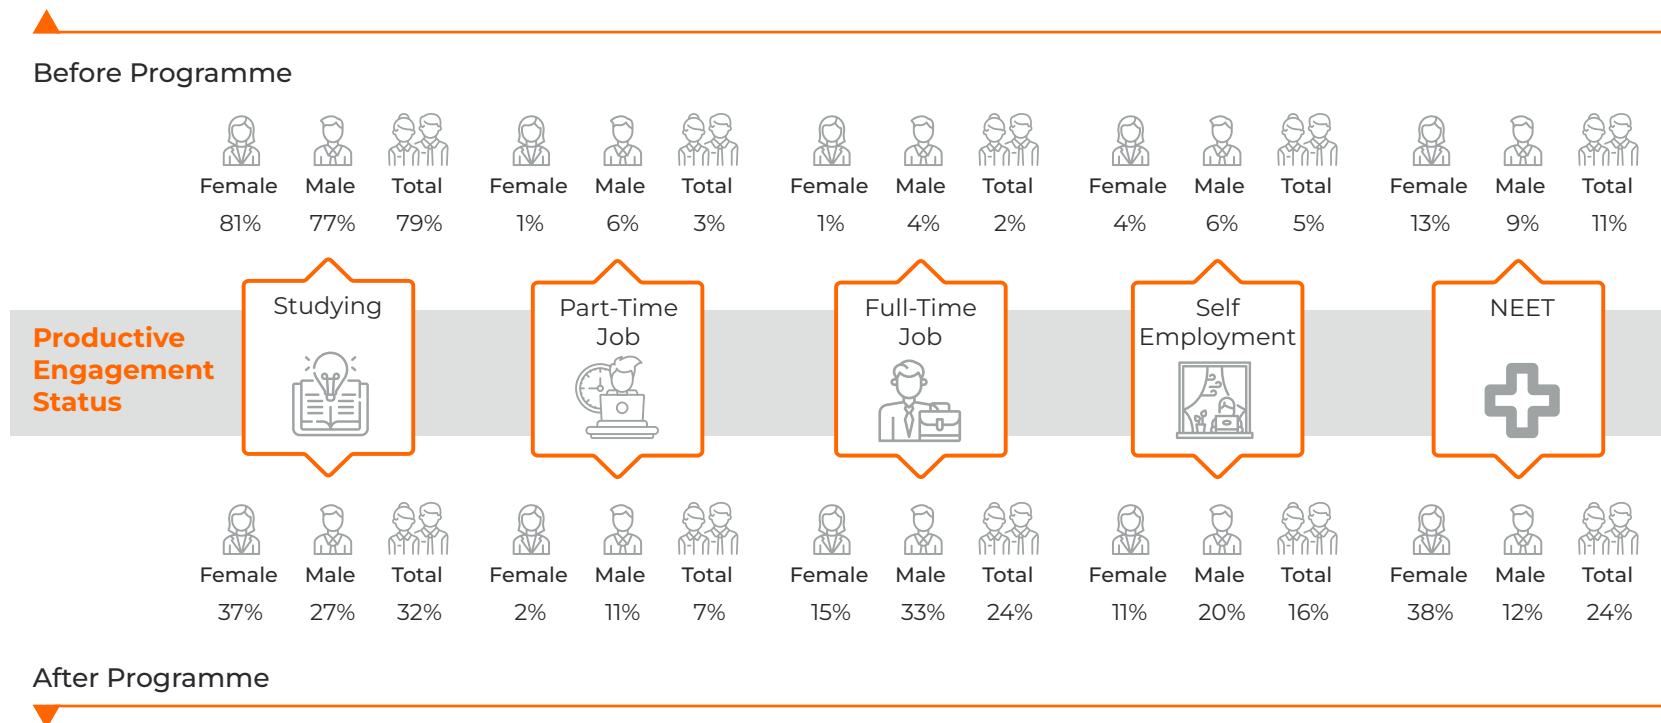 Before Programme
Female Male Total Female Male Total Female Male Total Female Male Total Female Male Total
81% 77% 79% 1% 6% 3% 1% 4% 2% 4% 6% 5% 13% 9% 11%
Productive
Engagement
Status
Studying
Part-Time
Job
Full-Time
Job
Self
Employment
NEET
Female Male Total Female Male Total Female Male Total Female Male Total Female Male Total
37% 27% 32% 2% 11% 7% 15% 33% 24% 11% 20% 16% 38% 12% 24%
After Programme